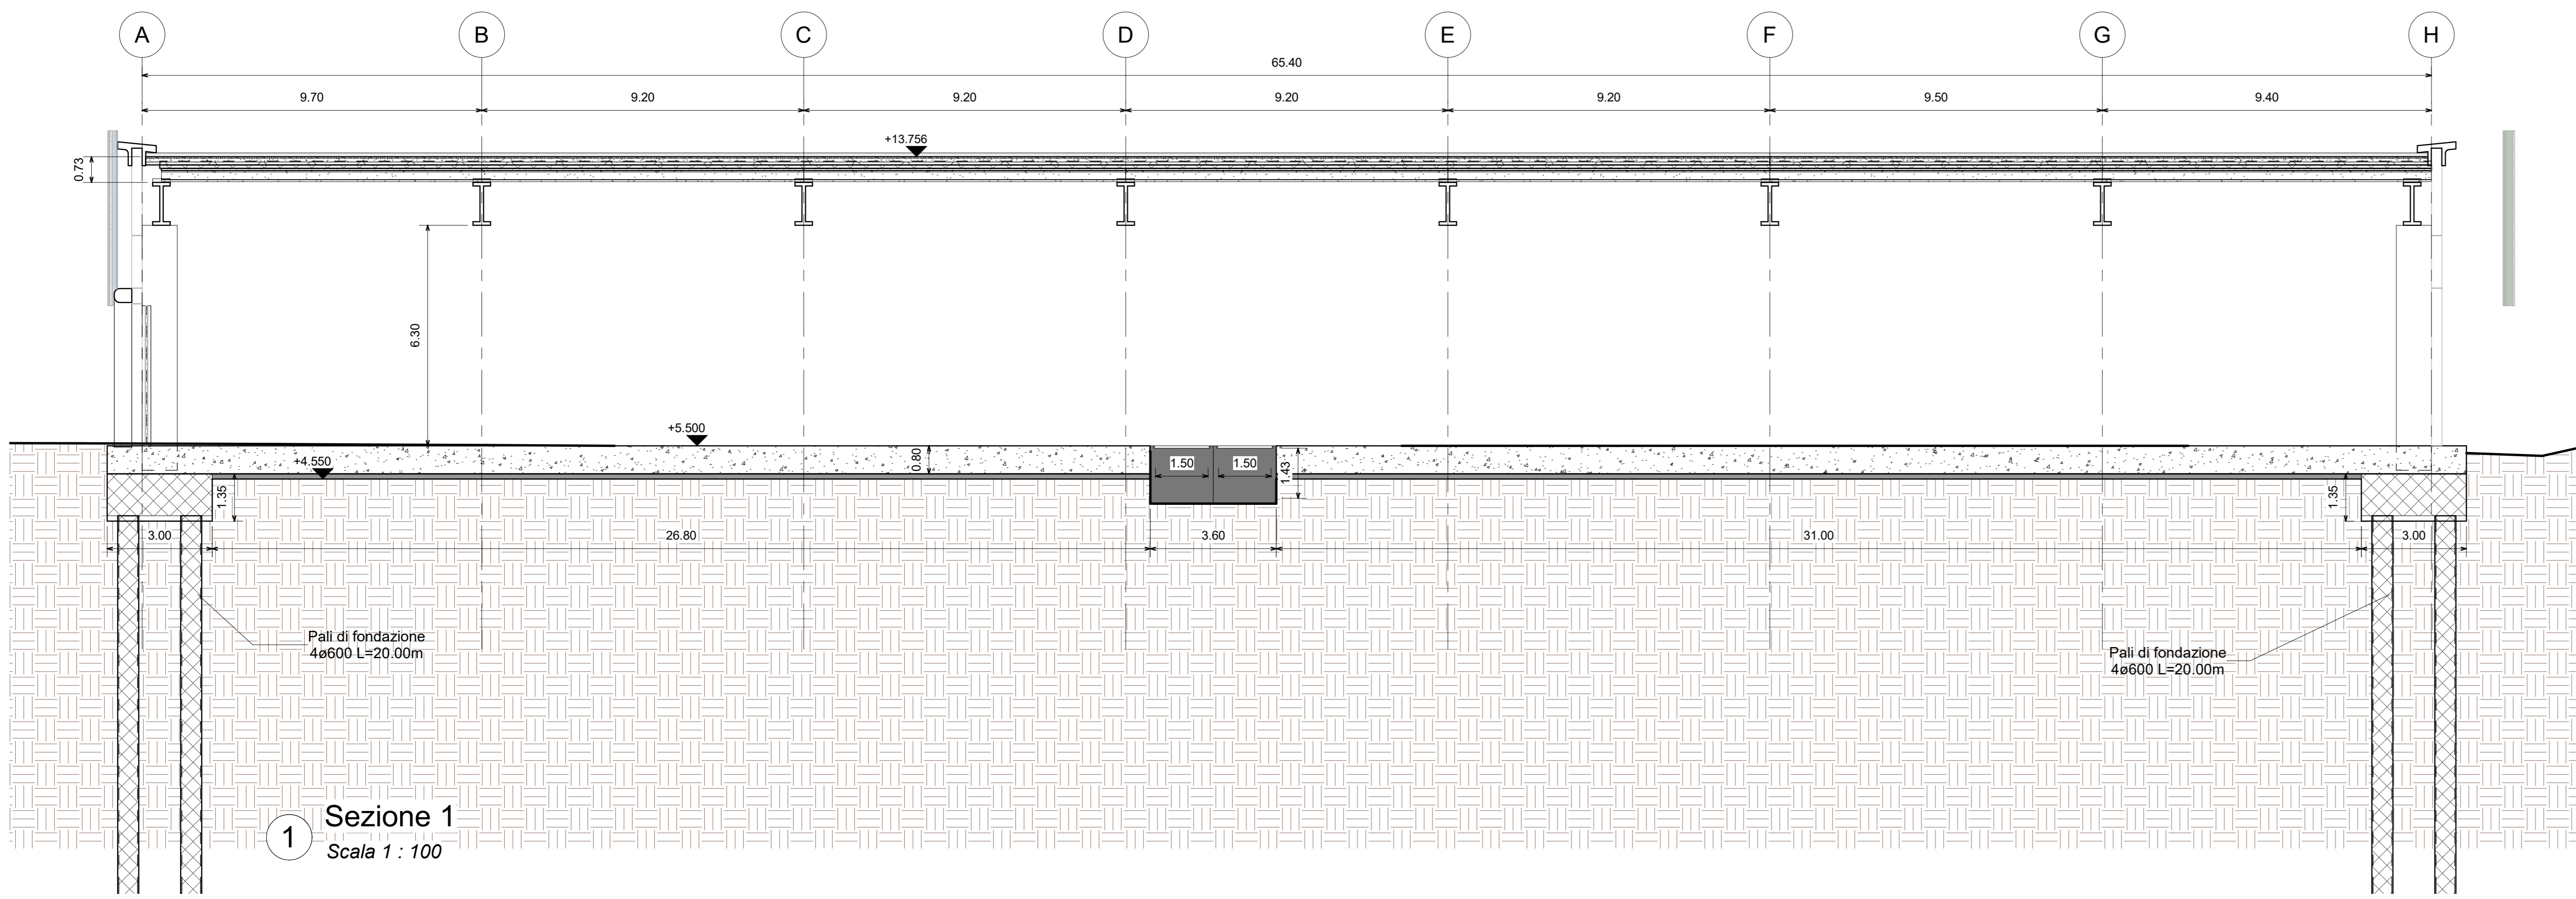 A B C D E F G H
65.40
9.70 9.20 9.20 9.20 9.20 9.50 9.40
+13.756
0.73
6.30
+5.500
+4.550
0.80
1.50 1.50
1.43
1.35
1.35
3.00 26.80 3.60 31.00 3.00
Pali di fondazione
4ø600 L=20.00m
Pali di fondazione
4ø600 L=20.00m
1 Sezione 1
Scala 1 : 100